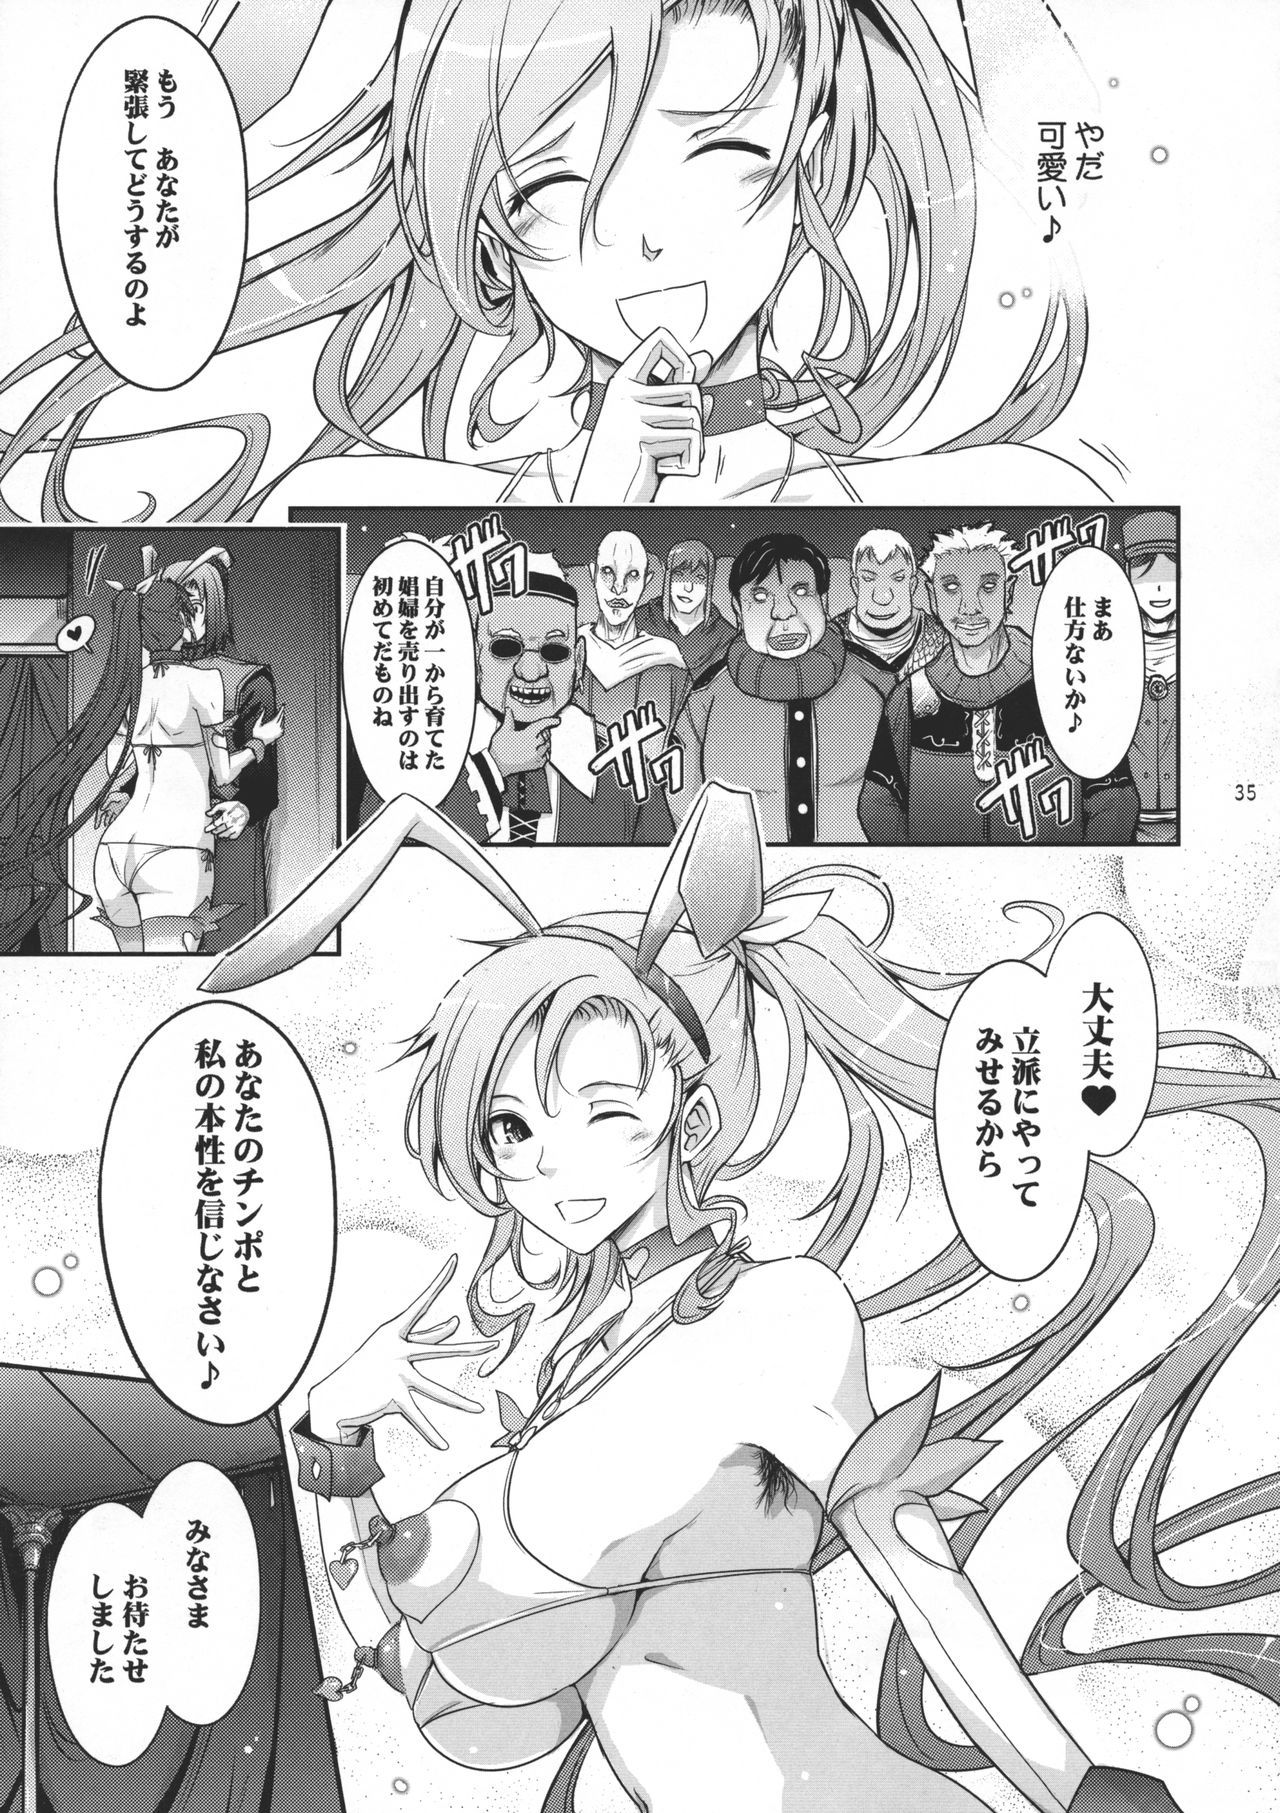 やだ
可愛い♪
もう　あなたが
緊張してどうするのよ
まあ
仕方ないか♪
ザワ
ザワ
ザワ
ザワ
自分が一から育てた
娼婦を売り出すのは
初めてだものね
35
大丈夫♥
立派にやって
みせるから
あなたのチンポと
私の本性を信じなさい♪
みなさま
お待たせ
しました